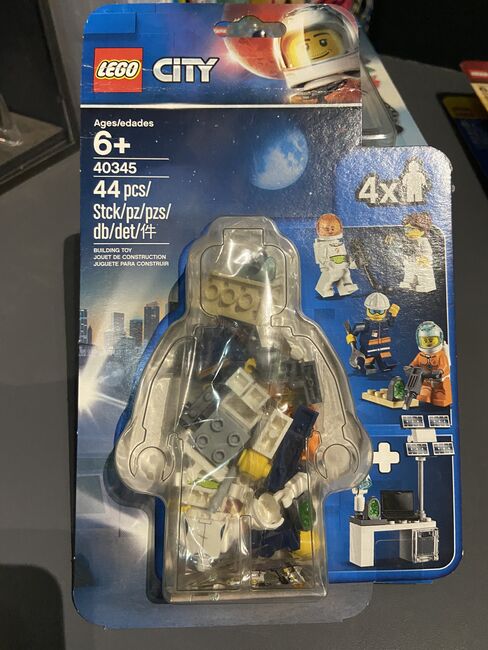 LEGO CITY
Ages/edades
6+
40345
44 pcs/
Stck/pz/pzs/
db/det/件
BUILDING TOY
JOUET DE CONSTRUCTION
JUGUETE PARA CONSTRUIR
4x
+